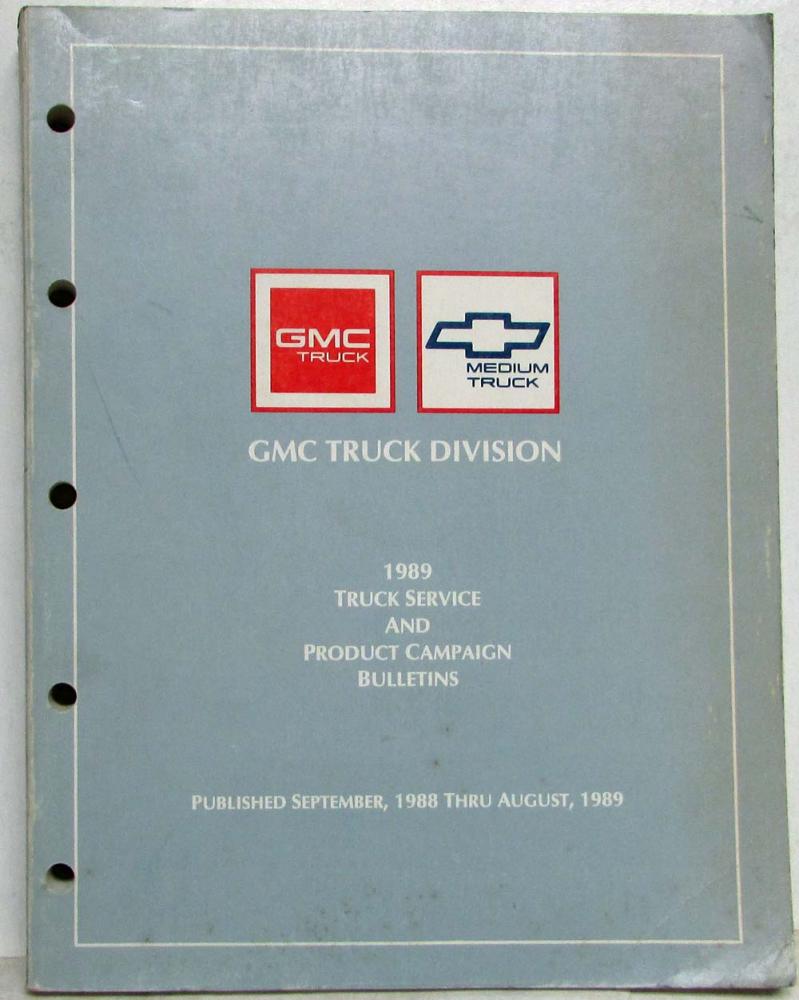 GMC
TRUCK
MEDIUM
TRUCK
GMC TRUCK DIVISION
1989
TRUCK SERVICE
AND
PRODUCT CAMPAIGN
BULLETINS
PUBLISHED SEPTEMBER, 1988 THRU AUGUST, 1989